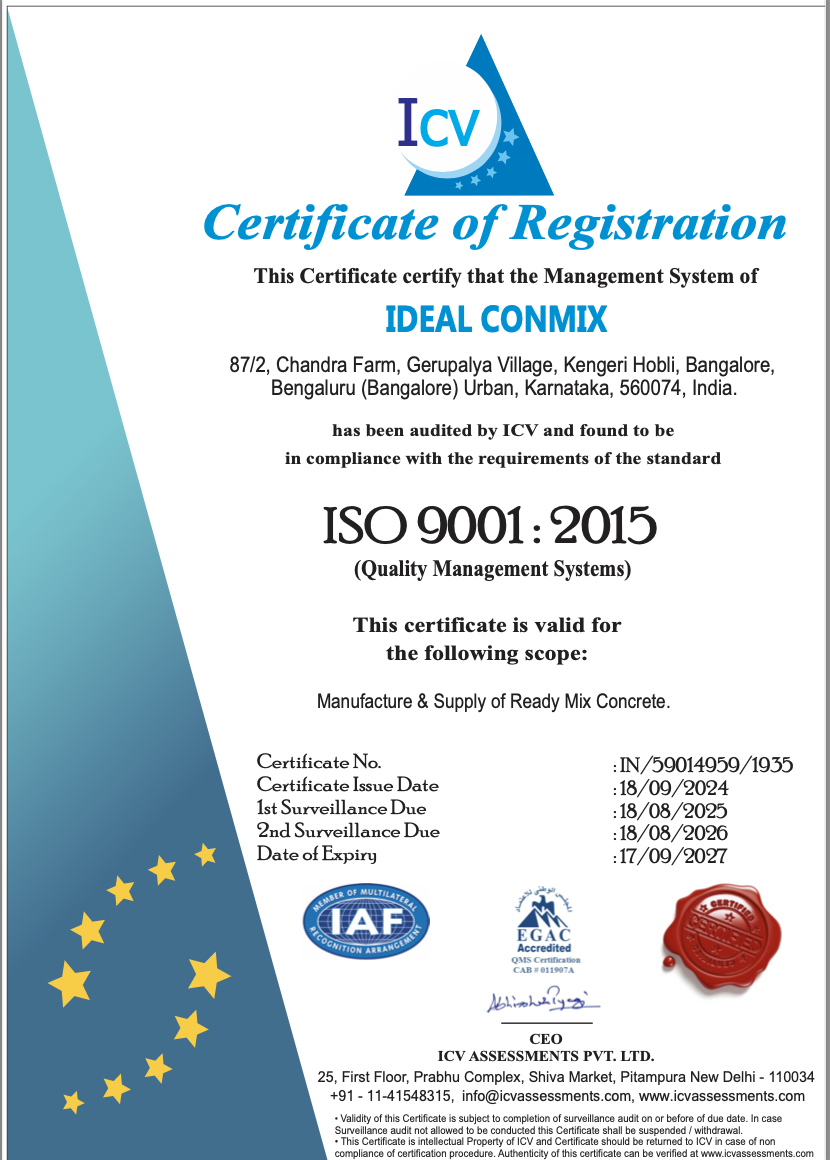 ICV
Certificate of Registration
This Certificate certify that the Management System of
IDEAL CONMIX
87/2, Chandra Farm, Gerupalya Village, Kengeri Hobli, Bangalore,
Bengaluru (Bangalore) Urban, Karnataka, 560074, India.
has been audited by ICV and found to be
in compliance with the requirements of the standard
ISO 9001 : 2015
(Quality Management Systems)
This certificate is valid for
the following scope:
Manufacture & Supply of Ready Mix Concrete.
Certificate No. : IN/59014959/1935
Certificate Issue Date : 18/09/2024
1st Surveillance Due : 18/08/2025
2nd Surveillance Due : 18/08/2026
Date of Expiry : 17/09/2027
MEMBER OF MULTILATERAL
IAF
RECOGNITION ARRANGEMENT
EGAC
Accredited
QMS Certification
CAB # 011907A
CERTIFIED
CERTIFIED
CEO
ICV ASSESSMENTS PVT. LTD.
25, First Floor, Prabhu Complex, Shiva Market, Pitampura New Delhi - 110034
+91 - 11-41548315, info@icvassessments.com, www.icvassessments.com
• Validity of this Certificate is subject to completion of surveillance audit on or before of due date. In case
Surveillance audit not allowed to be conducted this Certificate shall be suspended / withdrawal.
• This Certificate is intellectual Property of ICV and Certificate should be returned to ICV in case of non
compliance of certification procedure. Authenticity of this certificate can be verified at www.icvassessments.com